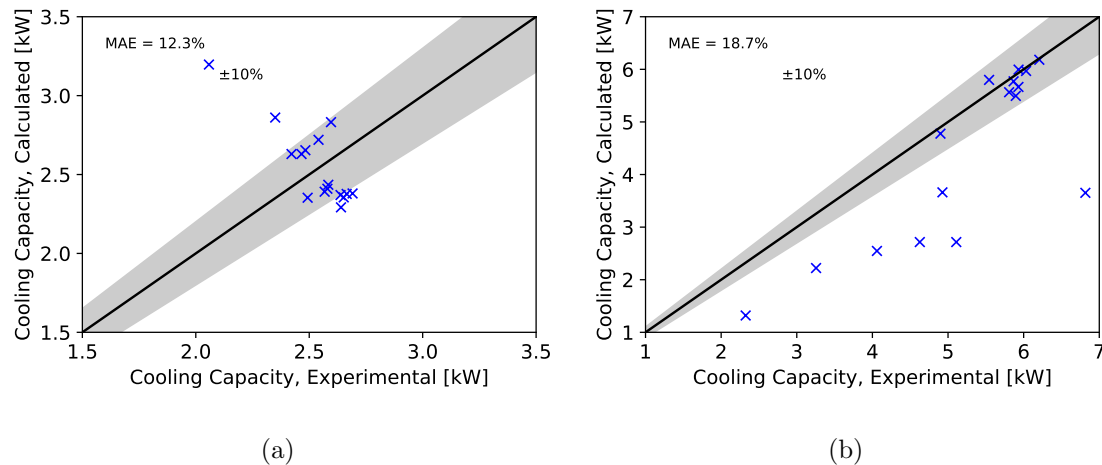 Cooling Capacity, Calculated [kW]
3.5
3.0
2.5
2.0
1.5
MAE = 12.3%
±10%
1.5 2.0 2.5 3.0 3.5
Cooling Capacity, Experimental [kW]
(a)
Cooling Capacity, Calculated [kW]
7
6
5
4
3
2
1
MAE = 18.7%
±10%
1 2 3 4 5 6 7
Cooling Capacity, Experimental [kW]
(b)